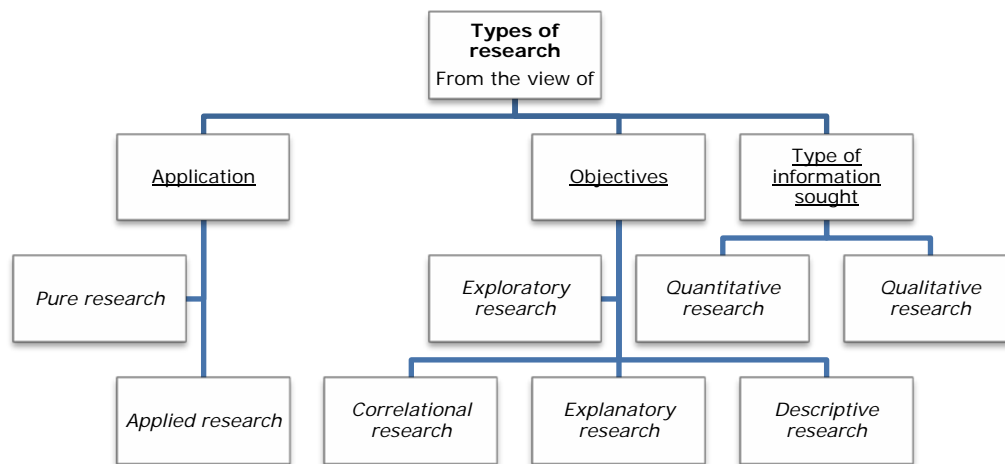 Types of
research
From the view of
Application
Objectives
Type of
information
sought
Pure research
Exploratory
research
Quantitative
research
Qualitative
research
Applied research
Correlational
research
Explanatory
research
Descriptive
research